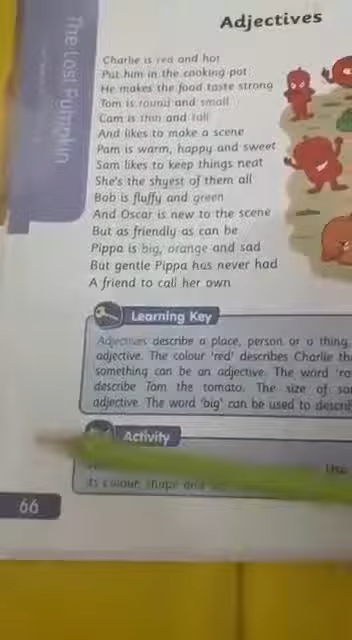 Adjectives
The Lost Pumpkin
Charlie is red and hot
Put him in the cooking pot
He makes the food taste strong
Tom is round and small
Cam is thin and tall
And likes to make a scene
Pam is warm, happy and sweet
Sam likes to keep things neat
She's the shyest of them all
Bob is fluffy and green
And Oscar is new to the scene
But as friendly as can be
Pippa is big, orange and sad
But gentle Pippa has never had
A friend to call her own
Learning Key
Adjectives describe a place, person or a thing.
adjective. The colour 'red' describes Charlie
something can be an adjective. The word
describe Tom the tomato. The size of
adjective. The word 'big' can be used to
Activity
its colour, shape and
66